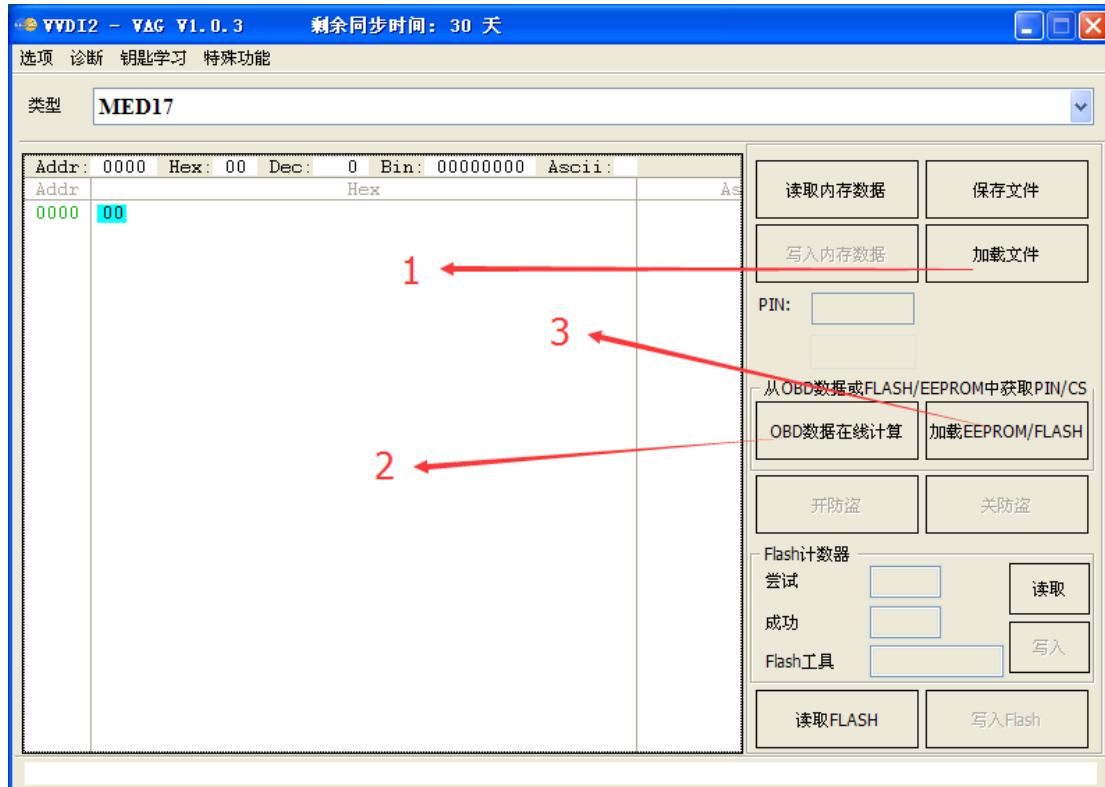 VVDI2 - VAG V1.0.3 剩余同步时间: 30 天
选项 诊断 钥匙学习 特殊功能
类型 MED17
Addr: 0000 Hex: 00 Dec: 0 Bin: 00000000 Ascii:
Addr Hex As
0000 00
读取内存数据 保存文件
写入内存数据 加载文件
1
PIN:
3
从OBD数据或FLASH/EEPROM中获取PIN/CS
OBD数据在线计算 加载EEPROM/FLASH
2
开防盗 关防盗
Flash计数器
尝试 读取
成功
写入
Flash工具
读取FLASH 写入Flash